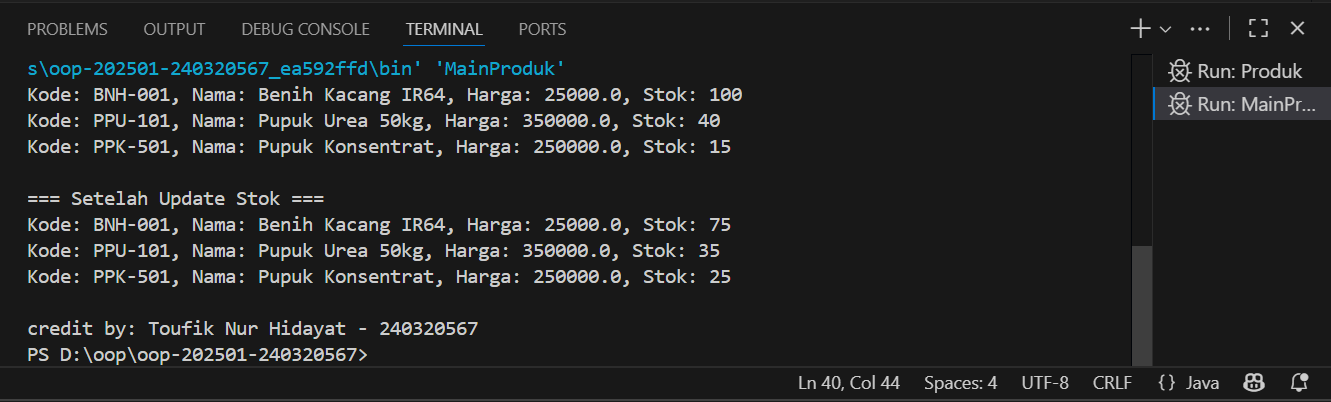 PROBLEMS OUTPUT DEBUG CONSOLE TERMINAL PORTS
s\oop-202501-240320567_ea592ffd\bin' 'MainProduk'
Kode: BNH-001, Nama: Benih Kacang IR64, Harga: 25000.0, Stok: 100
Kode: PPU-101, Nama: Pupuk Urea 50kg, Harga: 350000.0, Stok: 40
Kode: PPK-501, Nama: Pupuk Konsentrat, Harga: 250000.0, Stok: 15
=== Setelah Update Stok ===
Kode: BNH-001, Nama: Benih Kacang IR64, Harga: 25000.0, Stok: 75
Kode: PPU-101, Nama: Pupuk Urea 50kg, Harga: 350000.0, Stok: 35
Kode: PPK-501, Nama: Pupuk Konsentrat, Harga: 250000.0, Stok: 25
credit by: Toufik Nur Hidayat - 240320567
PS D:\oop\oop-202501-240320567>
Run: Produk
Run: MainPr...
Ln 40, Col 44 Spaces: 4 UTF-8 CRLF {} Java